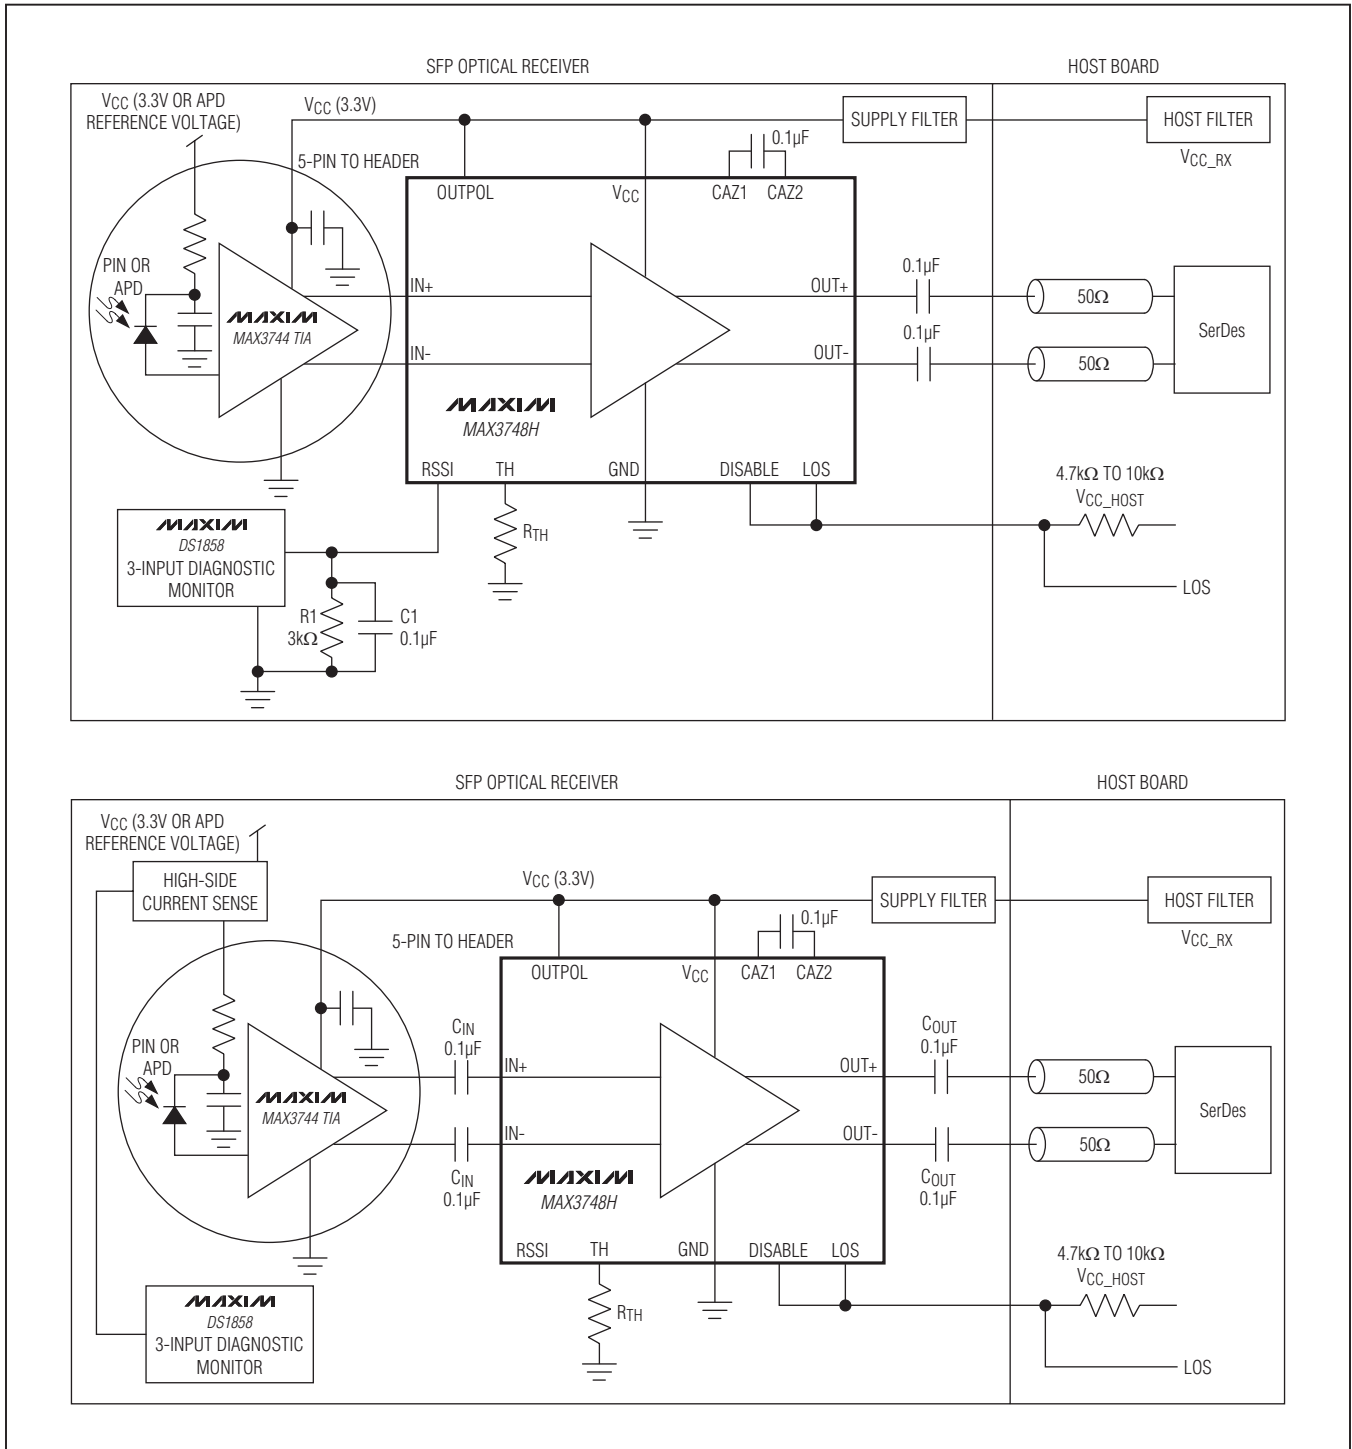 SFP OPTICAL RECEIVER
HOST BOARD
VCC (3.3V OR APD
REFERENCE VOLTAGE)
VCC (3.3V)
SUPPLY FILTER
HOST FILTER
VCC_RX
0.1µF
5-PIN TO HEADER
OUTPOL
VCC
CAZ1
CAZ2
PIN OR
APD
MAXIM
MAX3744 TIA
IN+
IN-
OUT+
OUT-
0.1µF
0.1µF
50Ω
50Ω
SerDes
MAXIM
MAX3748H
RSSI
TH
GND
DISABLE
LOS
4.7kΩ TO 10kΩ
VCC_HOST
LOS
RTH
MAXIM
DS1858
3-INPUT DIAGNOSTIC
MONITOR
R1
3kΩ
C1
0.1µF
SFP OPTICAL RECEIVER
HOST BOARD
VCC (3.3V OR APD
REFERENCE VOLTAGE)
HIGH-SIDE
CURRENT SENSE
VCC (3.3V)
SUPPLY FILTER
HOST FILTER
VCC_RX
0.1µF
5-PIN TO HEADER
OUTPOL
VCC
CAZ1
CAZ2
PIN OR
APD
MAXIM
MAX3744 TIA
CIN
0.1µF
CIN
0.1µF
IN+
IN-
OUT+
OUT-
COUT
0.1µF
COUT
0.1µF
50Ω
50Ω
SerDes
MAXIM
MAX3748H
RSSI
TH
GND
DISABLE
LOS
4.7kΩ TO 10kΩ
VCC_HOST
LOS
RTH
MAXIM
DS1858
3-INPUT DIAGNOSTIC
MONITOR